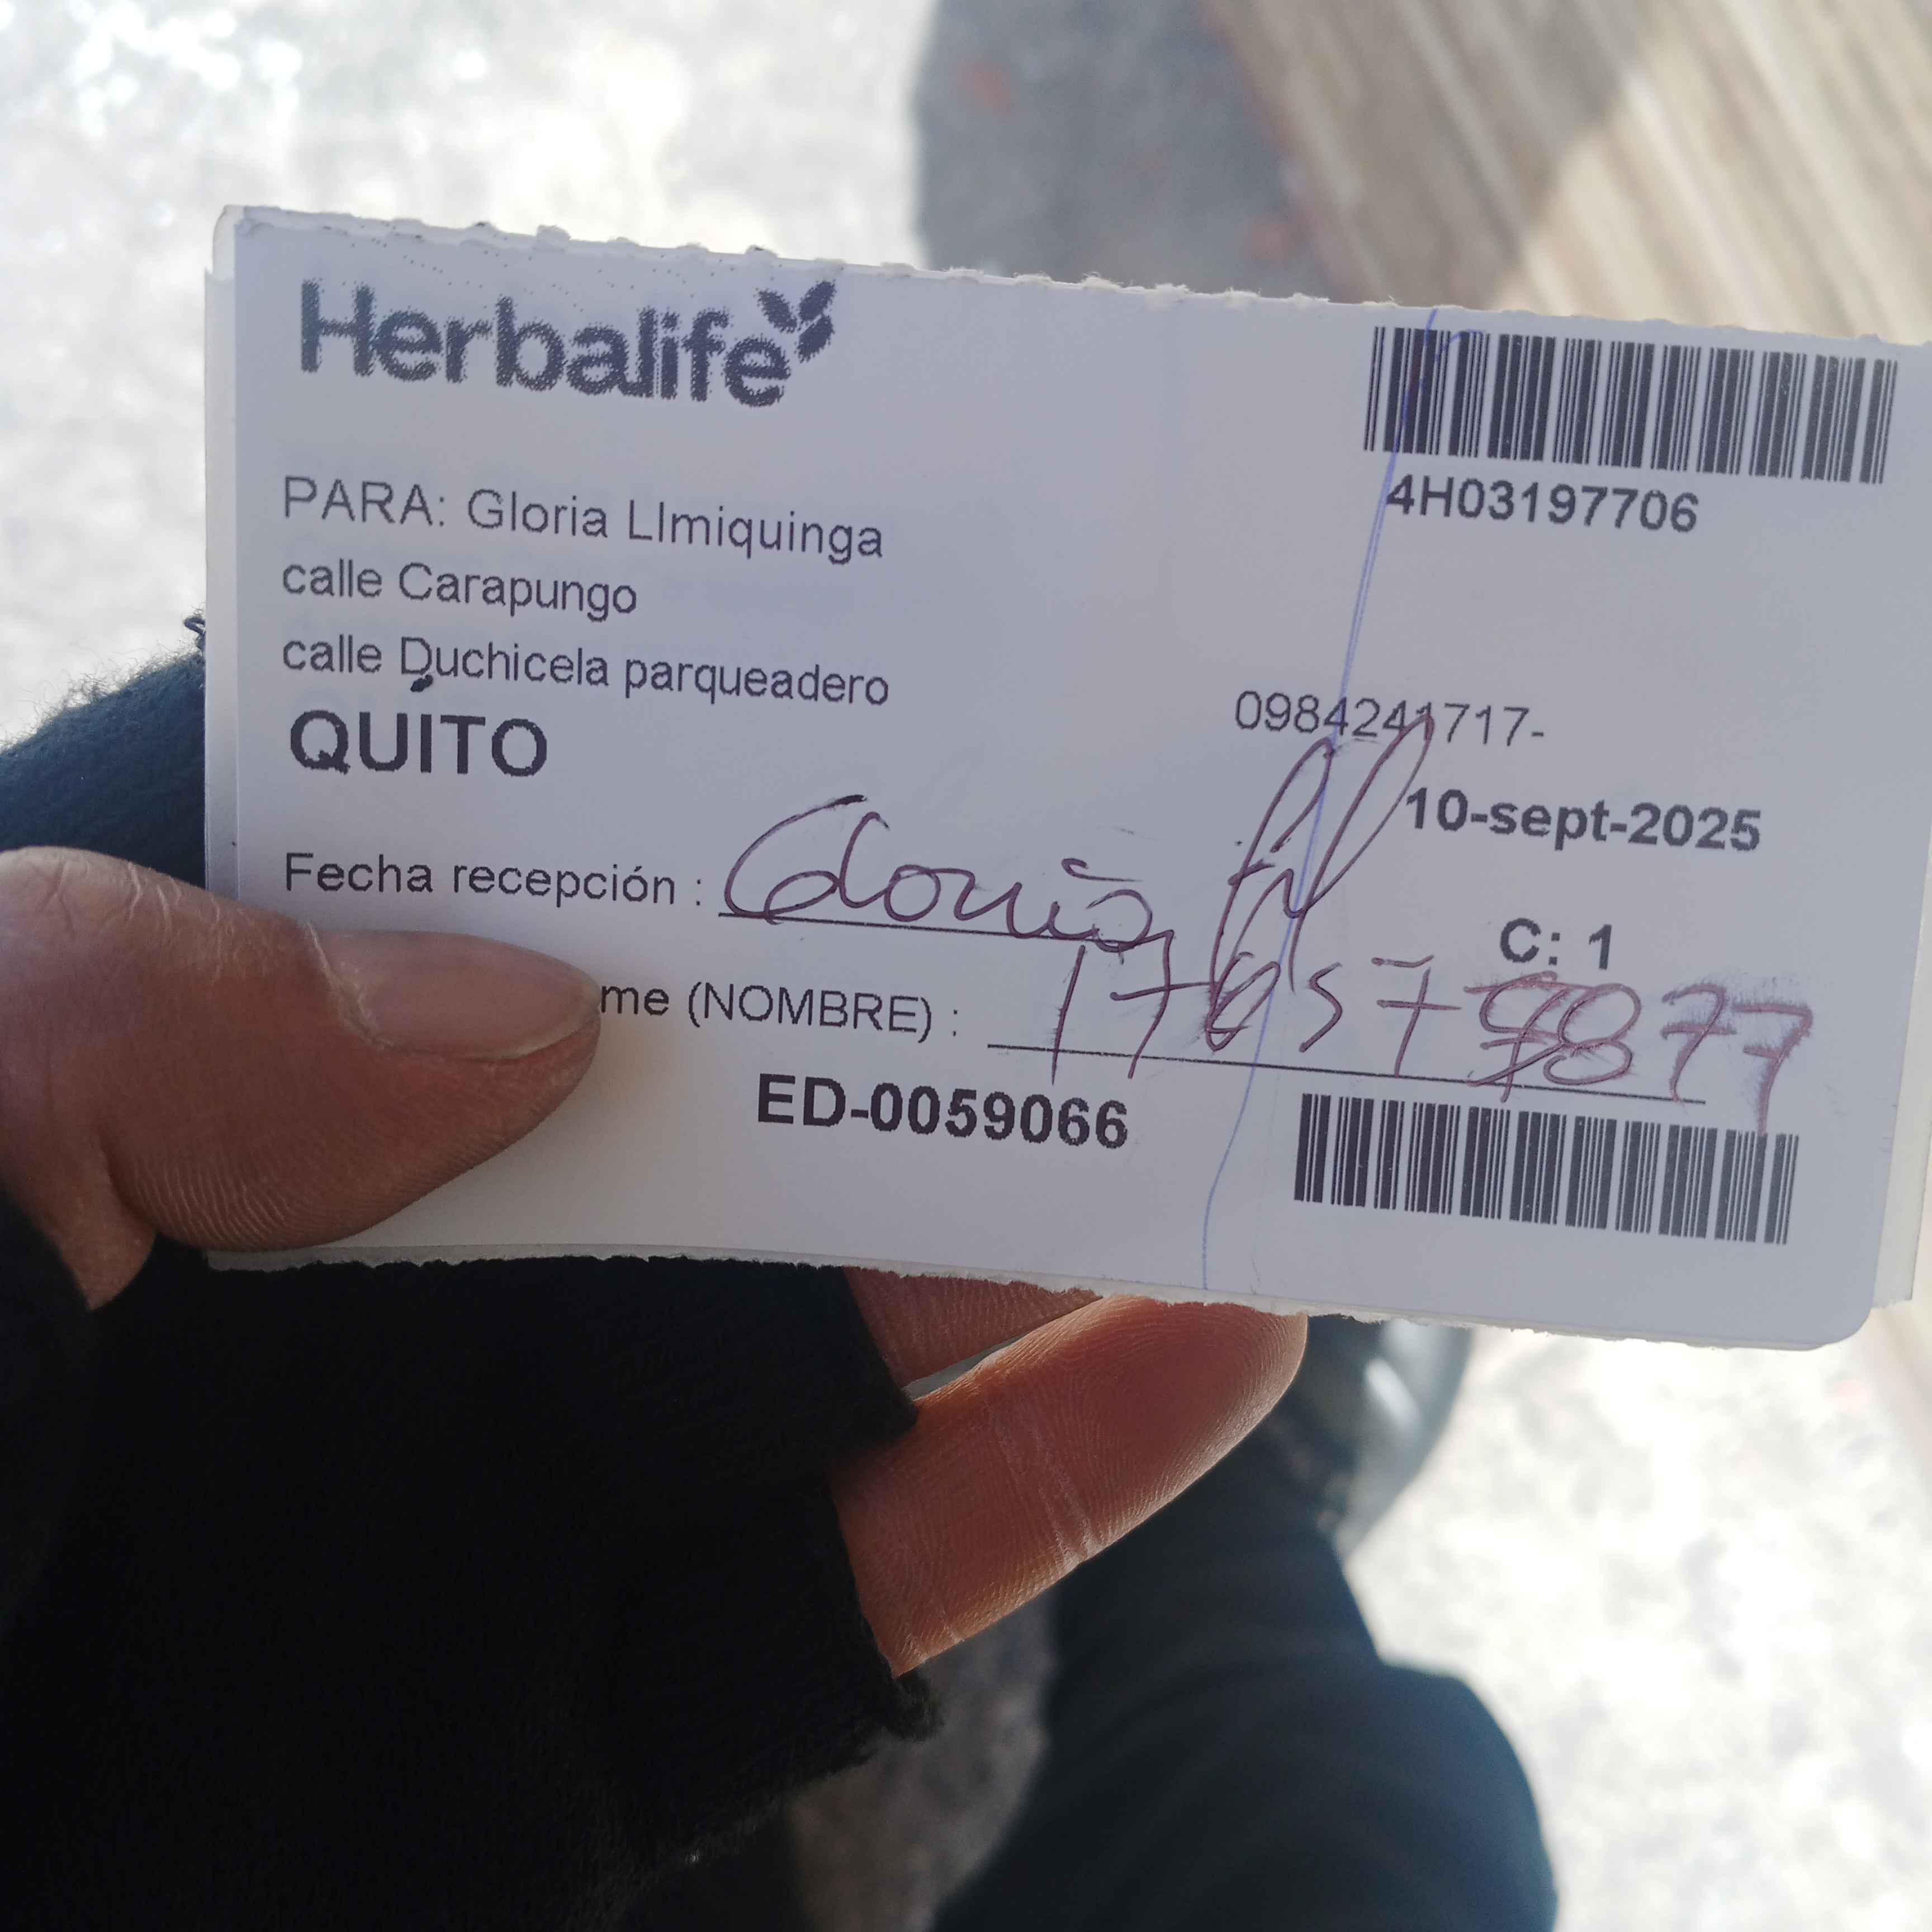 Herbalife
4H03197706
PARA: Gloria LImiquinga
calle Carapungo
calle Duchicela parqueadero
0984241717-
QUITO
10-sept-2025
Fecha recepción : Gloria
C: 1
me (NOMBRE) :
ED-0059066